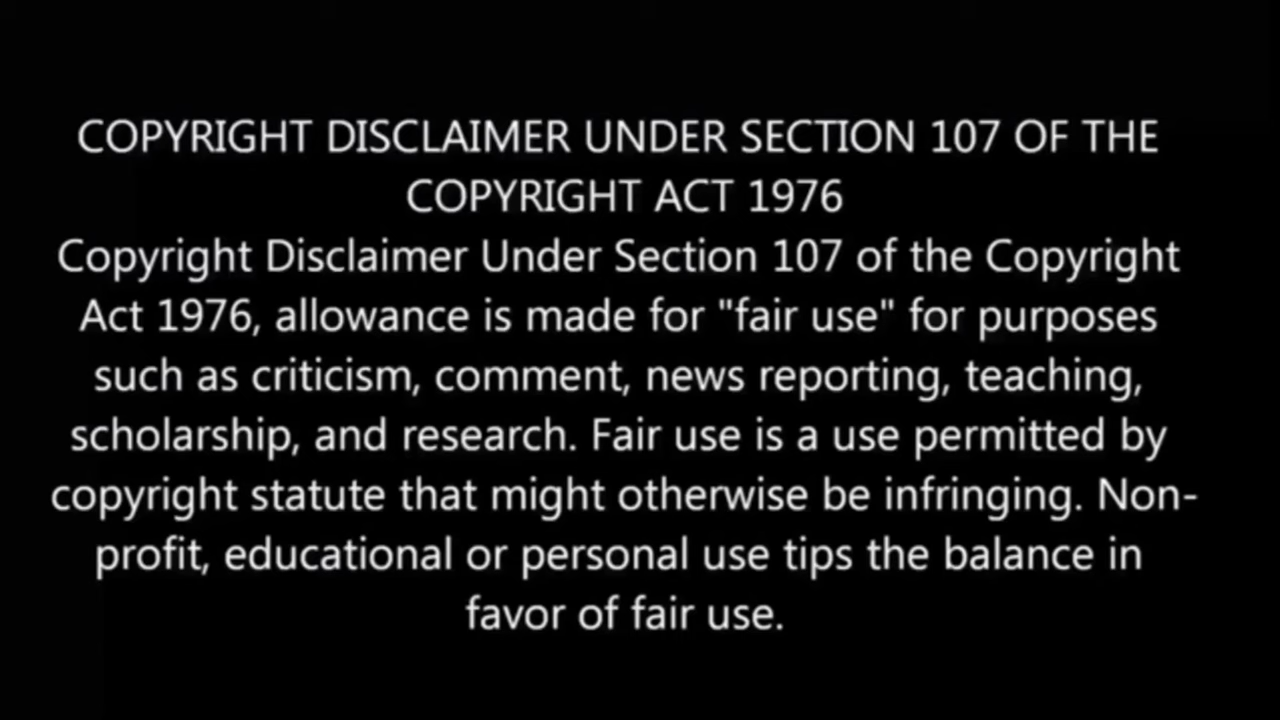 COPYRIGHT DISCLAIMER UNDER SECTION 107 OF THE
COPYRIGHT ACT 1976
Copyright Disclaimer Under Section 107 of the Copyright
Act 1976, allowance is made for "fair use" for purposes
such as criticism, comment, news reporting, teaching,
scholarship, and research. Fair use is a use permitted by
copyright statute that might otherwise be infringing. Non-
profit, educational or personal use tips the balance in
favor of fair use.